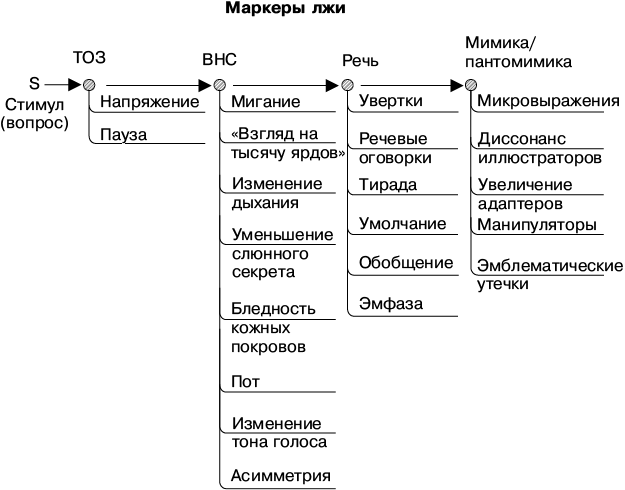 Маркеры лжи
S
Стимул
(вопрос)
ТОЗ
Напряжение
Пауза
ВНС
Мигание
«Взгляд на
тысячу ярдов»
Изменение
дыхания
Уменьшение
слюнного
секрета
Бледность
кожных
покровов
Пот
Изменение
тона голоса
Асимметрия
Речь
Увертки
Речевые
оговорки
Тирада
Умолчание
Обобщение
Эмфаза
Мимика/
пантомимика
Микровыражения
Диссонанс
иллюстраторов
Увеличение
адаптеров
Манипуляторы
Эмблематические
утечки